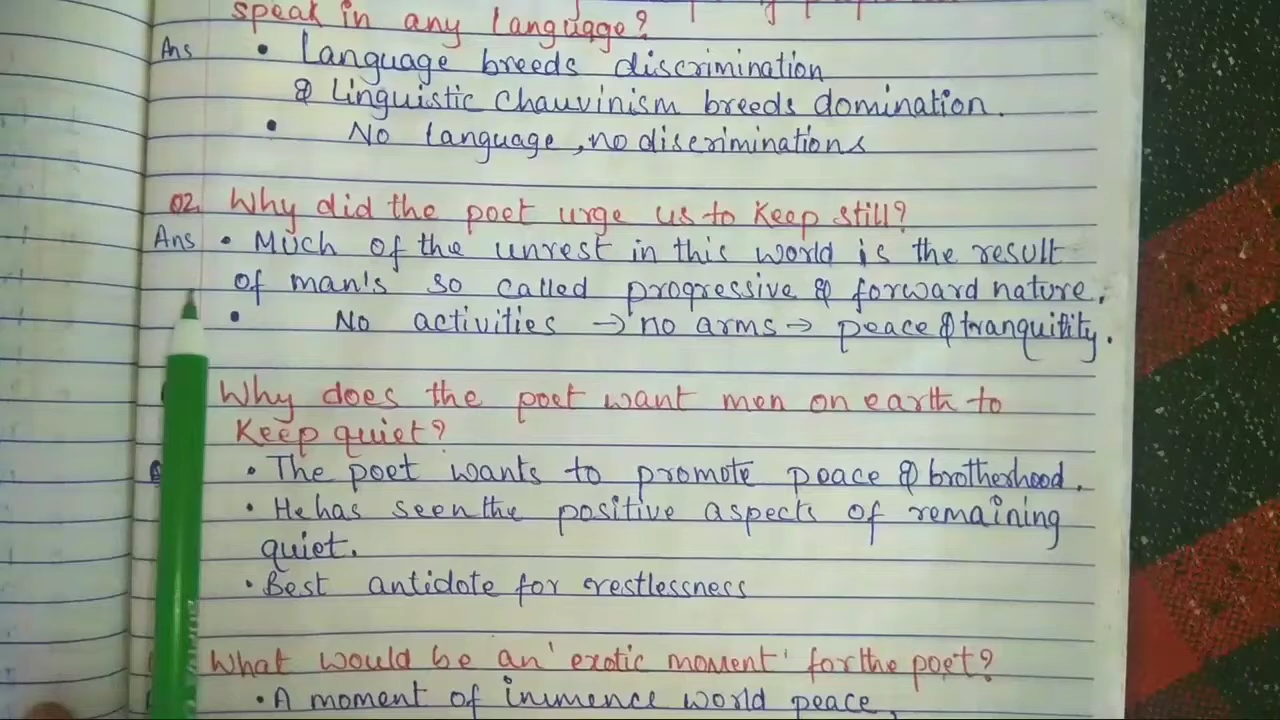 speak in any language?
Ans • Language breeds discrimination
& Linguistic chauvinism breeds domination.
• No language, no discriminations
02. Why did the poet urge us to keep still?
Ans • Much of the unrest in this world is the result
of man's so called progressive & forward nature.
• No activities → no arms → peace & tranquility.
Why does the poet want men on earth to
keep quiet?
• The poet wants to promote peace & brotherhood.
• He has seen the positive aspects of remaining
quiet.
• Best antidote for restlessness
What would be an 'exotic moment' for the poet?
• A moment of immence world peace,